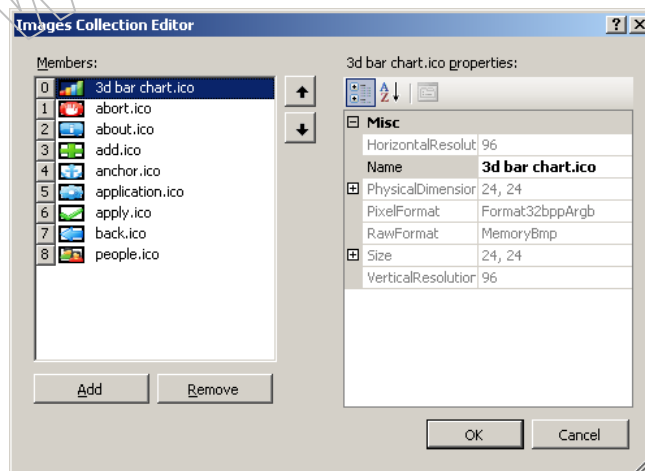 Images Collection Editor
Members:
0 3d bar chart.ico
1 abort.ico
2 about.ico
3 add.ico
4 anchor.ico
5 application.ico
6 apply.ico
7 back.ico
8 people.ico
Add Remove
3d bar chart.ico properties:
Misc
HorizontalResolut 96
Name 3d bar chart.ico
PhysicalDimension 24, 24
PixelFormat Format32bppArgb
RawFormat MemoryBmp
Size 24, 24
VerticalResolution 96
OK Cancel